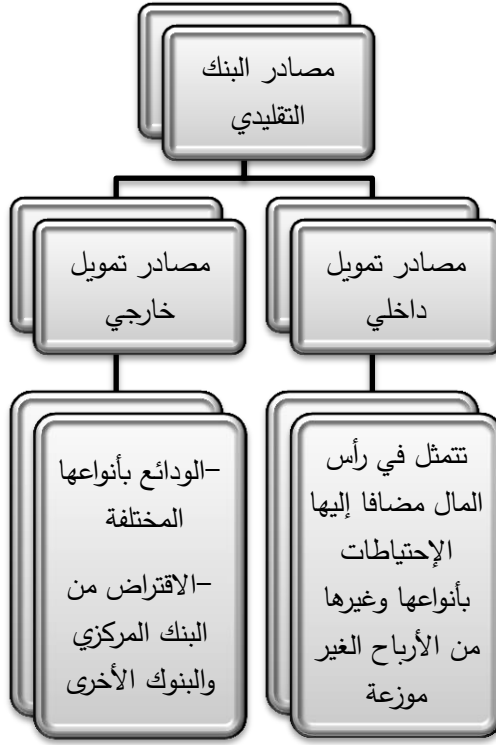 مصادر البنك
التقليدي
مصادر تمويل
داخلي
مصادر تمويل
خارجي
تتمثل في رأس
المال مضافا إليها
الإحتياطات
بأنواعها وغيرها
من الأرباح الغير
موزعة
-الودائع بأنواعها
المختلفة
-الاقتراض من
البنك المركزي
والبنوك الأخرى